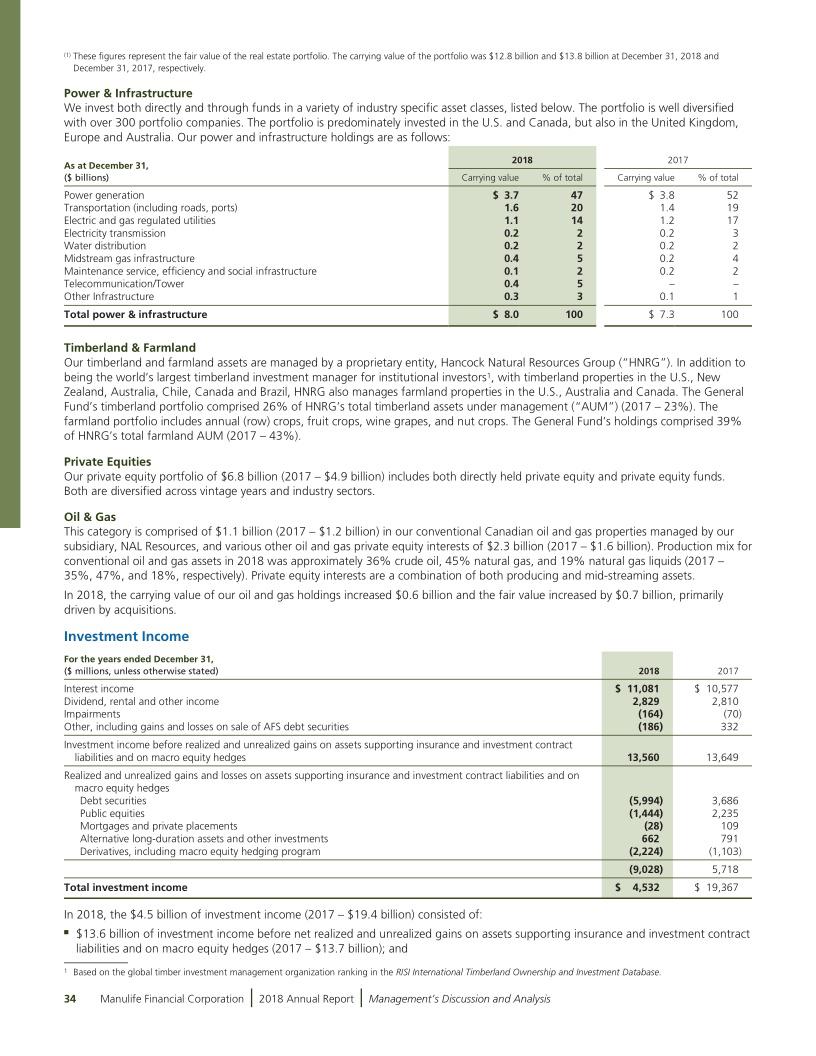 (1) These figures represent the fair value of the real estate portfolio. The carrying value of the portfolio was $12.8 billion and $13.8 billion at December 31, 2018 and
December 31, 2017, respectively.
Power & Infrastructure
We invest both directly and through funds in a variety of industry specific asset classes, listed below. The portfolio is well diversified
with over 300 portfolio companies. The portfolio is predominately invested in the U.S. and Canada, but also in the United Kingdom,
Europe and Australia. Our power and infrastructure holdings are as follows:
As at December 31, 2018 2017
($ billions) Carrying value % of total Carrying value % of total
Power generation $ 3.7 47 $ 3.8 52
Transportation (including roads, ports) 1.6 20 1.4 19
Electric and gas regulated utilities 1.1 14 1.2 17
Electricity transmission 0.2 2 0.2 3
Water distribution 0.2 2 0.2 2
Midstream gas infrastructure 0.4 5 0.2 4
Maintenance service, efficiency and social infrastructure 0.1 2 0.2 2
Telecommunication/Tower 0.4 5 – –
Other Infrastructure 0.3 3 0.1 1
Total power & infrastructure $ 8.0 100 $ 7.3 100
Timberland & Farmland
Our timberland and farmland assets are managed by a proprietary entity, Hancock Natural Resources Group (“HNRG”). In addition to
being the world’s largest timberland investment manager for institutional investors1, with timberland properties in the U.S., New
Zealand, Australia, Chile, Canada and Brazil, HNRG also manages farmland properties in the U.S., Australia and Canada. The General
Fund’s timberland portfolio comprised 26% of HNRG’s total timberland assets under management (“AUM”) (2017 – 23%). The
farmland portfolio includes annual (row) crops, fruit crops, wine grapes, and nut crops. The General Fund’s holdings comprised 39%
of HNRG’s total farmland AUM (2017 – 43%).
Private Equities
Our private equity portfolio of $6.8 billion (2017 – $4.9 billion) includes both directly held private equity and private equity funds.
Both are diversified across vintage years and industry sectors.
Oil & Gas
This category is comprised of $1.1 billion (2017 – $1.2 billion) in our conventional Canadian oil and gas properties managed by our
subsidiary, NAL Resources, and various other oil and gas private equity interests of $2.3 billion (2017 – $1.6 billion). Production mix for
conventional oil and gas assets in 2018 was approximately 36% crude oil, 45% natural gas, and 19% natural gas liquids (2017 –
35%, 47%, and 18%, respectively). Private equity interests are a combination of both producing and mid-streaming assets.
In 2018, the carrying value of our oil and gas holdings increased $0.6 billion and the fair value increased by $0.7 billion, primarily
driven by acquisitions.
Investment Income
For the years ended December 31,
($ millions, unless otherwise stated) 2018 2017
Interest income $ 11,081 $ 10,577
Dividend, rental and other income 2,829 2,810
Impairments (164) (70)
Other, including gains and losses on sale of AFS debt securities (186) 332
Investment income before realized and unrealized gains on assets supporting insurance and investment contract
liabilities and on macro equity hedges 13,560 13,649
Realized and unrealized gains and losses on assets supporting insurance and investment contract liabilities and on
macro equity hedges
Debt securities (5,994) 3,686
Public equities (1,444) 2,235
Mortgages and private placements (28) 109
Alternative long-duration assets and other investments 662 791
Derivatives, including macro equity hedging program (2,224) (1,103)
(9,028) 5,718
Total investment income $ 4,532 $ 19,367
In 2018, the $4.5 billion of investment income (2017 – $19.4 billion) consisted of:
▪ $13.6 billion of investment income before net realized and unrealized gains on assets supporting insurance and investment contract
liabilities and on macro equity hedges (2017 – $13.7 billion); and
1 Based on the global timber investment management organization ranking in the RISI International Timberland Ownership and Investment Database.
34 Manulife Financial Corporation | 2018 Annual Report | Management’s Discussion and Analysis